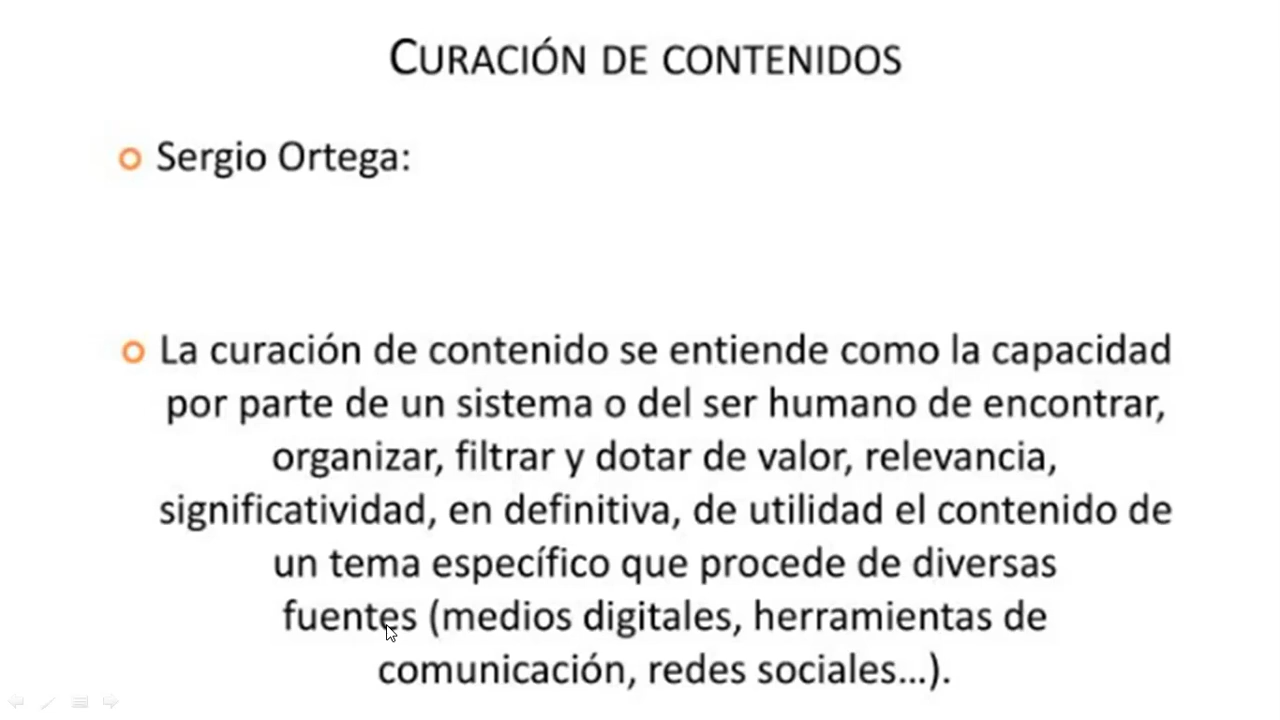 CURACIÓN DE CONTENIDOS
Sergio Ortega:
La curación de contenido se entiende como la capacidad
por parte de un sistema o del ser humano de encontrar,
organizar, filtrar y dotar de valor, relevancia,
significatividad, en definitiva, de utilidad el contenido de
un tema específico que procede de diversas
fuentes (medios digitales, herramientas de
comunicación, redes sociales...).